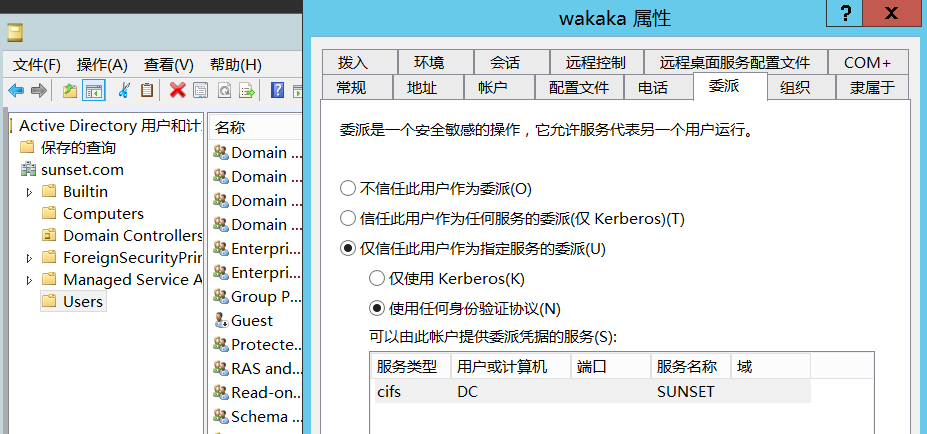 wakaka 属性
?
X
文件(F) 操作(A) 查看(V) 帮助(H)
Active Directory 用户和计
保存的查询
sunset.com
Builtin
Computers
Domain Controllers
ForeignSecurityPrin
Managed Service A
Users
名称
Domain ...
Domain ...
Domain ...
Domain ...
Enterpri...
Enterpri...
Group P...
Guest
Protecte...
RAS and...
Read-on...
Schema ...
拨入 环境 会话 远程控制 远程桌面服务配置文件 COM+
常规 地址 帐户 配置文件 电话 委派 组织 隶属于
委派是一个安全敏感的操作，它允许服务代表另一个用户运行。
不信任此用户作为委派(O)
信任此用户作为任何服务的委派(仅 Kerberos)(T)
仅信任此用户作为指定服务的委派(U)
仅使用 Kerberos(K)
使用任何身份验证协议(N)
可以由此帐户提供委派凭据的服务(S):
服务类型 用户或计算机 端口 服务名称 域
cifs DC SUNSET